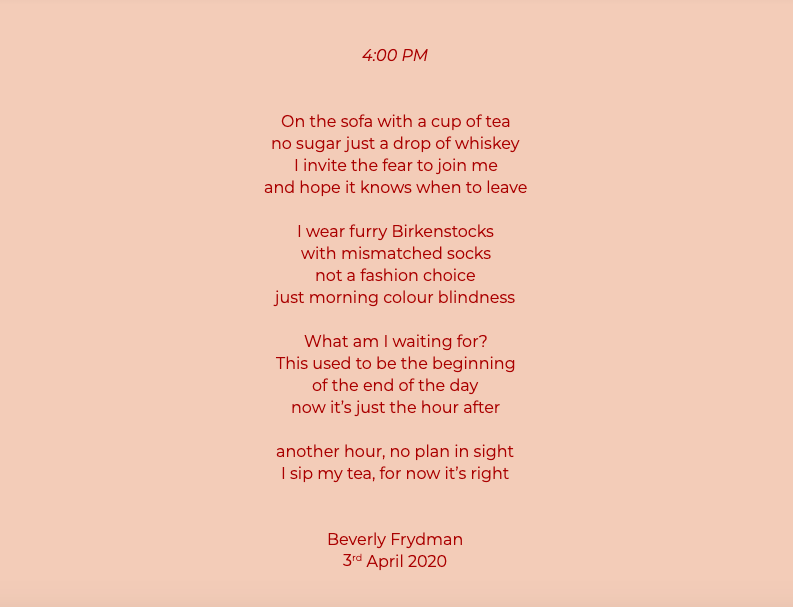 4:00 PM
On the sofa with a cup of tea
no sugar just a drop of whiskey
I invite the fear to join me
and hope it knows when to leave
I wear furry Birkenstocks
with mismatched socks
not a fashion choice
just morning colour blindness
What am I waiting for?
This used to be the beginning
of the end of the day
now it’s just the hour after
another hour, no plan in sight
I sip my tea, for now it’s right
Beverly Frydman
3rd April 2020